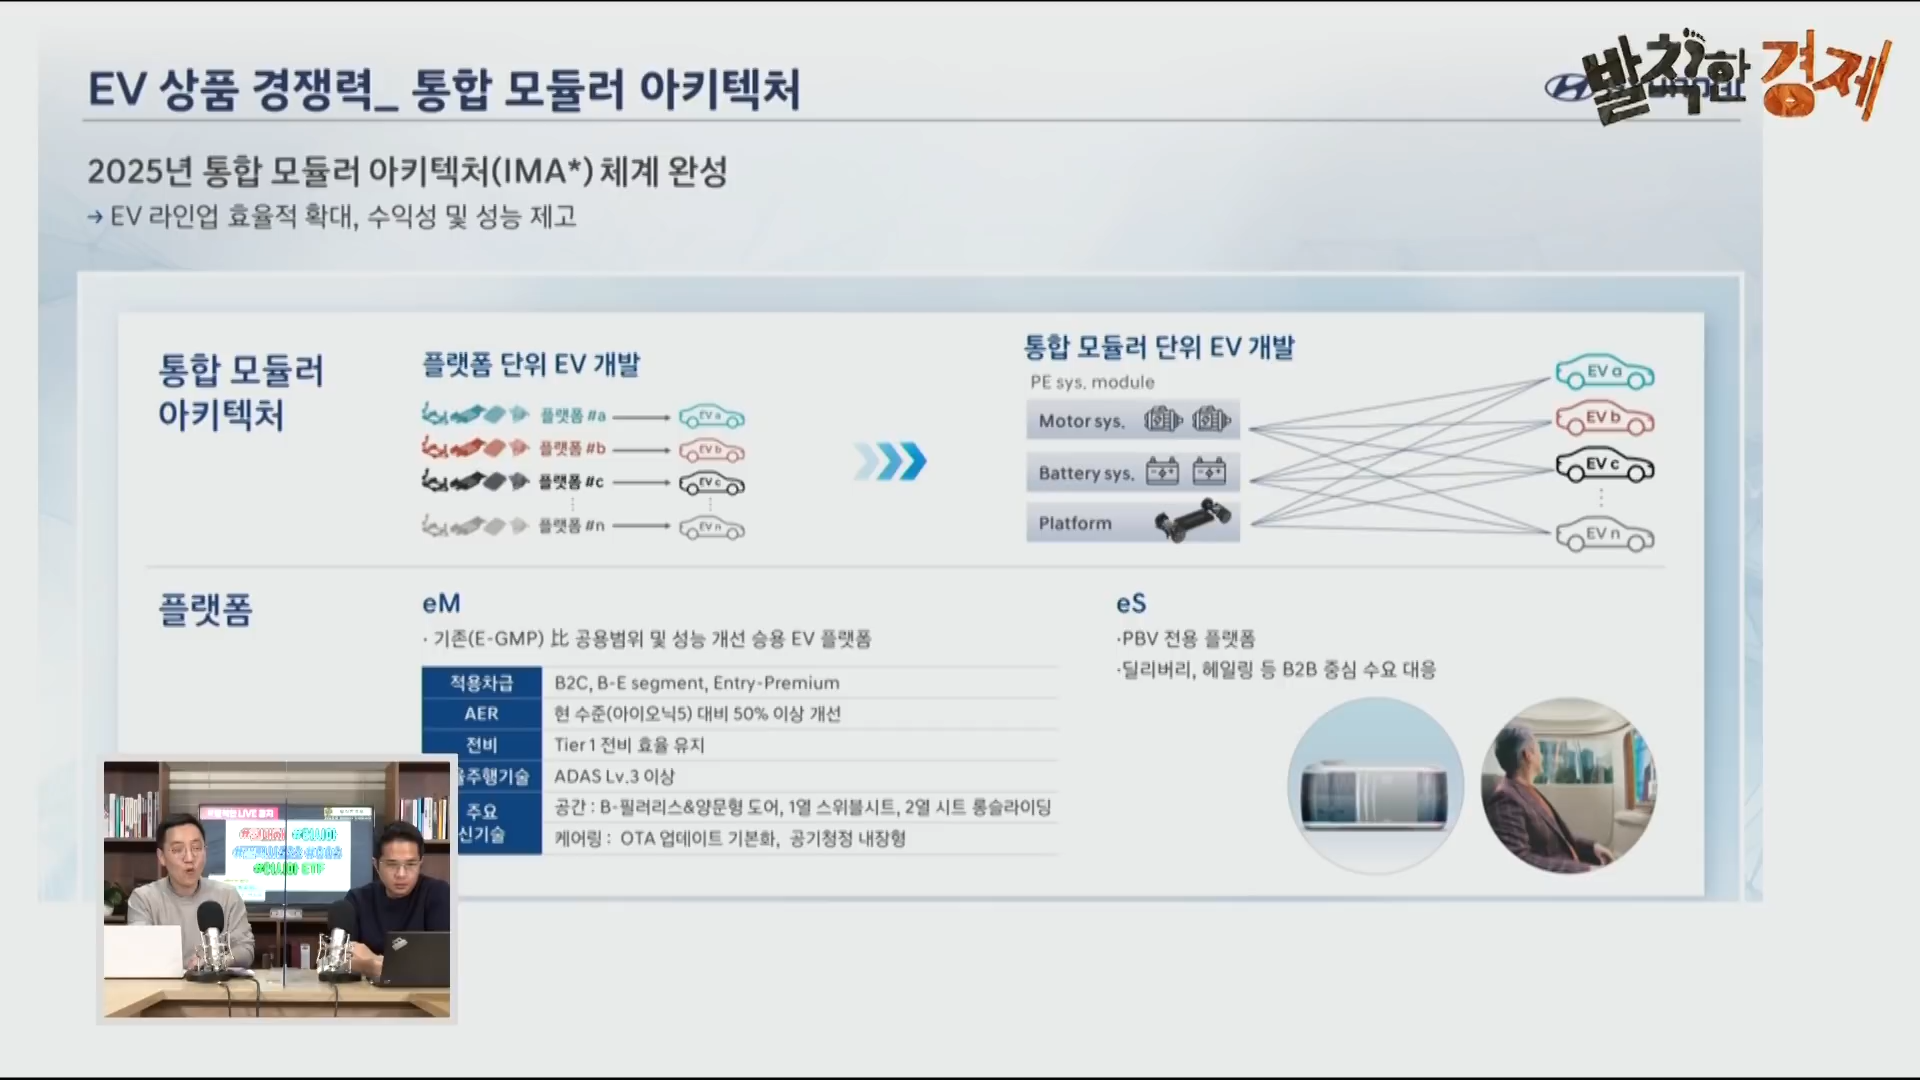 EV 상품 경쟁력_ 통합 모듈러 아키텍처
발칙한 경제
2025년 통합 모듈러 아키텍처(IMA*) 체계 완성
→ EV 라인업 효율적 확대, 수익성 및 성능 제고
통합 모듈러
아키텍처
플랫폼 단위 EV 개발
플랫폼 #a
EV a
플랫폼 #b
EV b
플랫폼 #c
EV c
플랫폼 #n
EV n
통합 모듈러 단위 EV 개발
PE sys. module
Motor sys.
Battery sys.
Platform
EV a
EV b
EV c
EV n
플랫폼
eM
· 기존(E-GMP) 比 공용범위 및 성능 개선 승용 EV 플랫폼
적용차급 B2C, B-E segment, Entry-Premium
AER 현 수준(아이오닉5) 대비 50% 이상 개선
전비 Tier 1 전비 효율 유지
율주행기술 ADAS Lv.3 이상
주요
신기술
공간 : B-필러리스&양문형 도어, 1열 스위블시트, 2열 시트 롱슬라이딩
케어링 : OTA 업데이트 기본화, 공기청정 내장형
eS
·PBV 전용 플랫폼
·딜리버리, 헤일링 등 B2B 중심 수요 대응